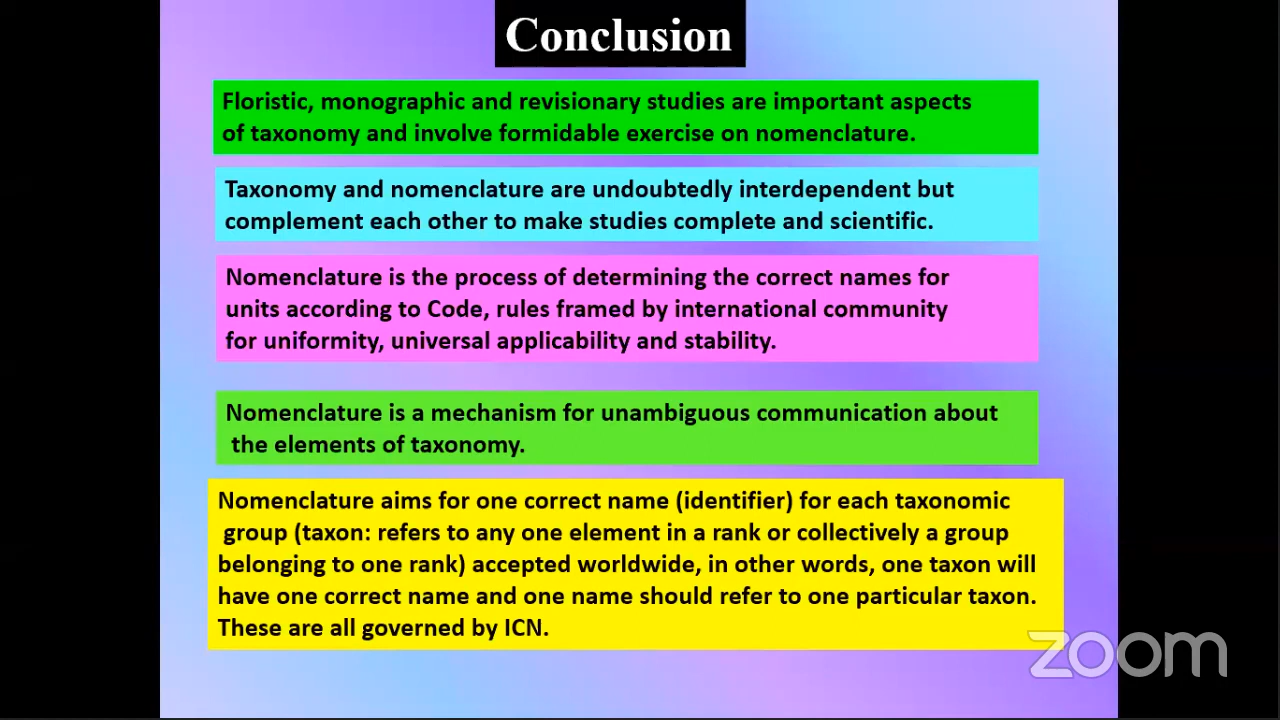 Conclusion
Floristic, monographic and revisionary studies are important aspects
of taxonomy and involve formidable exercise on nomenclature.
Taxonomy and nomenclature are undoubtedly interdependent but
complement each other to make studies complete and scientific.
Nomenclature is the process of determining the correct names for
units according to Code, rules framed by international community
for uniformity, universal applicability and stability.
Nomenclature is a mechanism for unambiguous communication about
the elements of taxonomy.
Nomenclature aims for one correct name (identifier) for each taxonomic
group (taxon: refers to any one element in a rank or collectively a group
belonging to one rank) accepted worldwide, in other words, one taxon will
have one correct name and one name should refer to one particular taxon.
These are all governed by ICN.
zoom